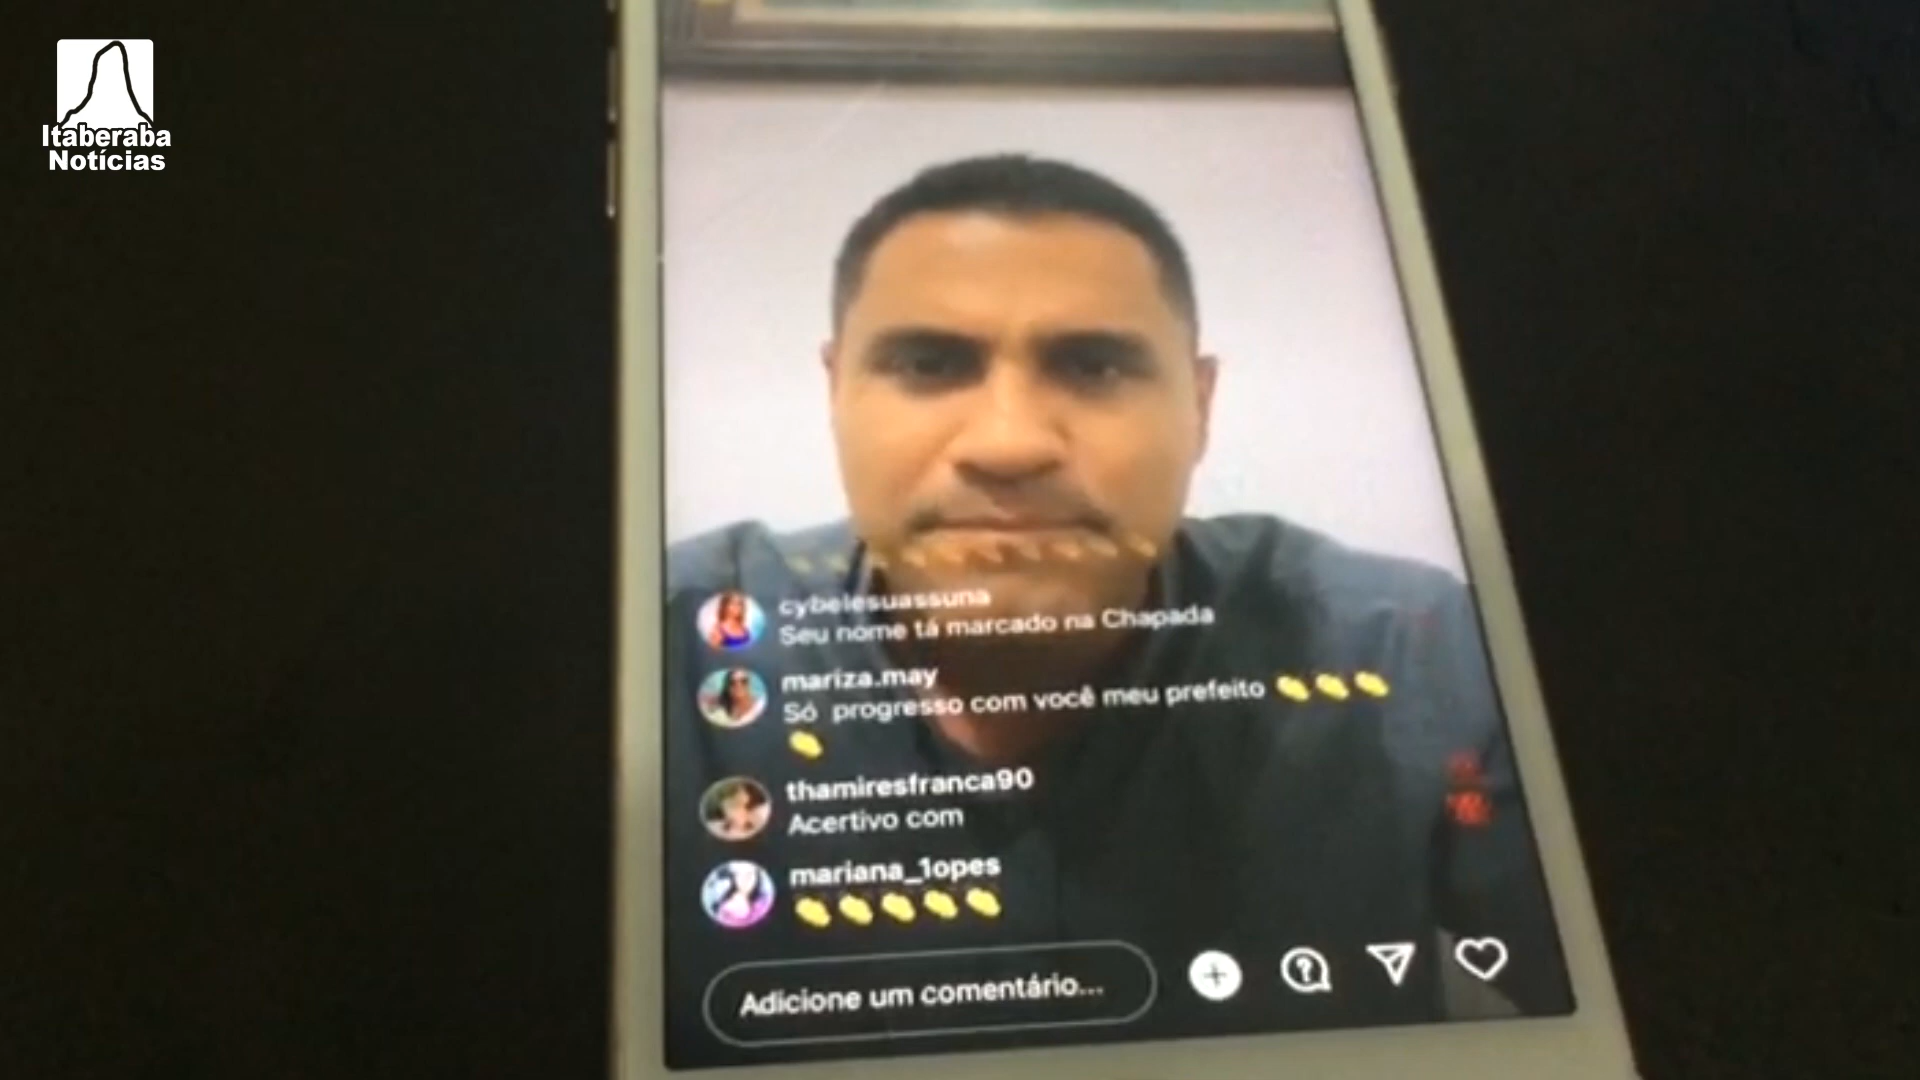 Itaberaba
Notícias
cybelesuassuna
Seu nome tá marcado na Chapada
mariza.may
Só progresso com você meu prefeito 👏👏👏
👏
thamiresfranca90
Acertivo com
mariana_1opes
👏👏👏👏👏
Adicione um comentário...